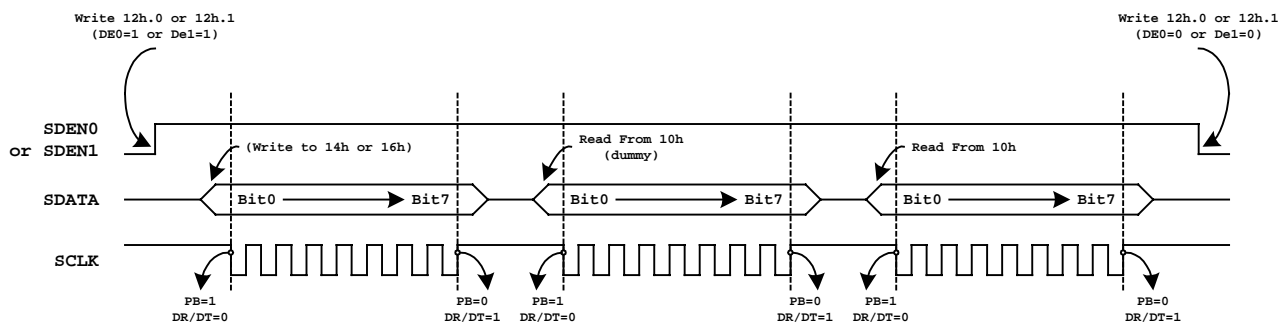 Write 12h.0 or 12h.1
(DE0=1 or De1=1)
Write 12h.0 or 12h.1
(DE0=0 or De1=0)
SDEN0
or SDEN1
(Write to 14h or 16h)
Read From 10h
(dummy)
Read From 10h
SDATA
Bit0
Bit7
Bit0
Bit7
Bit0
Bit7
SCLK
PB=1
DR/DT=0
PB=0
DR/DT=1
PB=1
DR/DT=0
PB=0
DR/DT=1
PB=1
DR/DT=0
PB=0
DR/DT=1